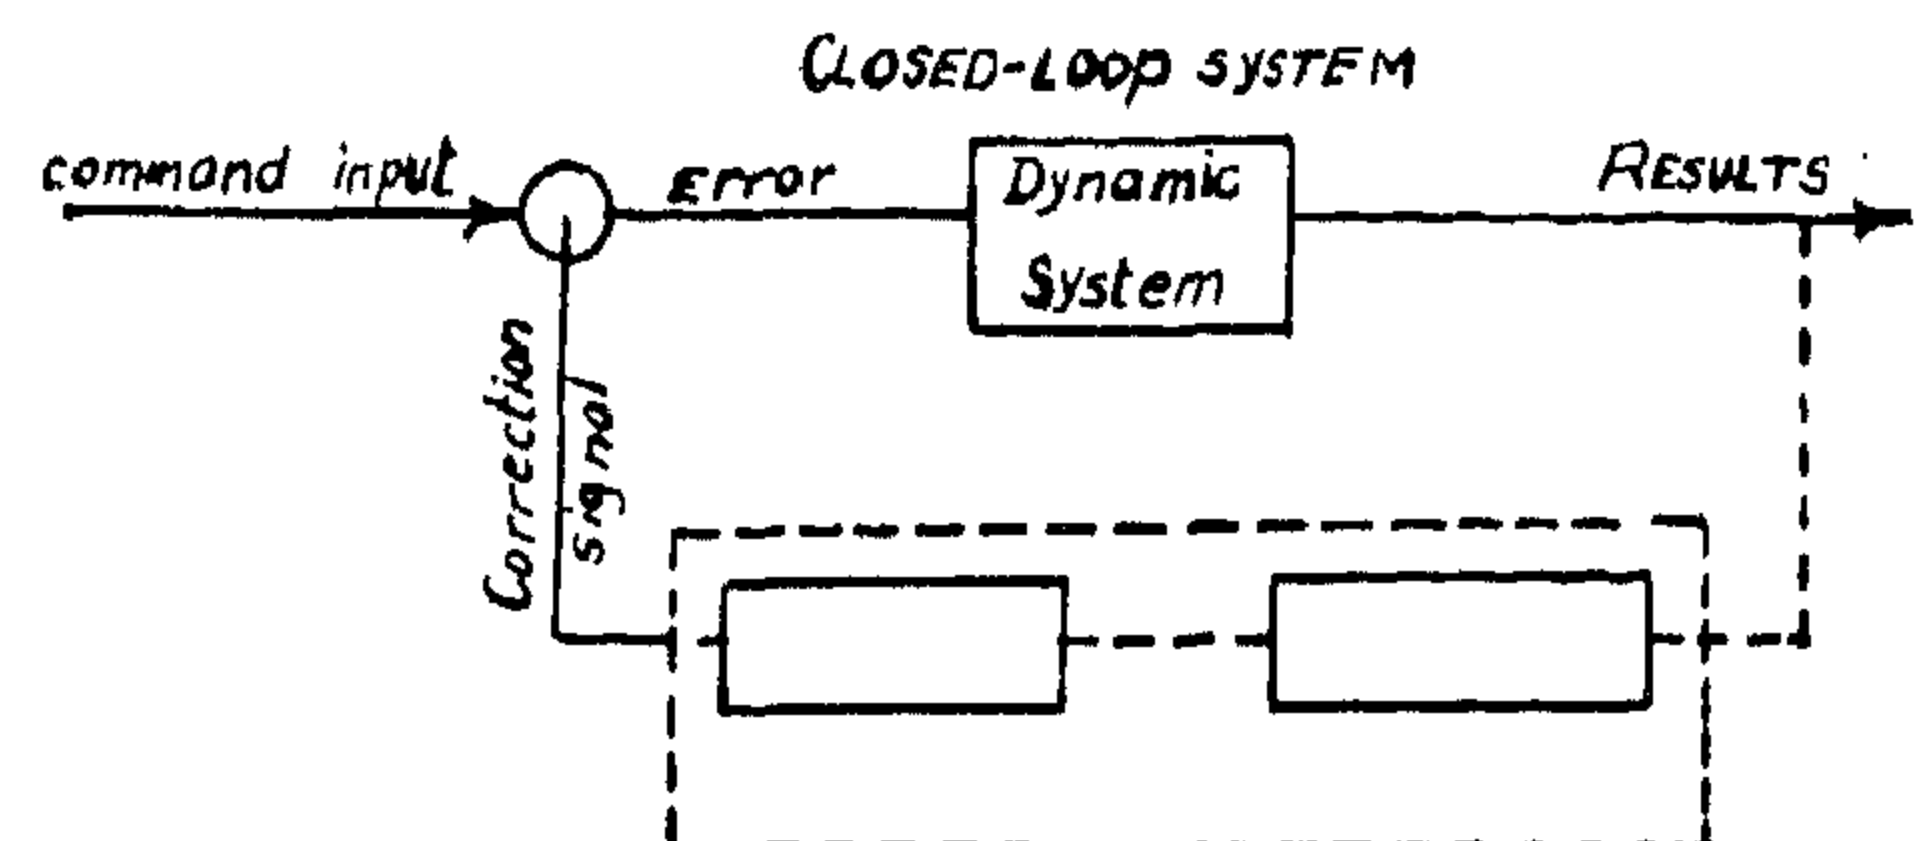 CLOSED-LOOP SYSTEM
command input
Error
Dynamic
System
RESULTS
Correction
signal